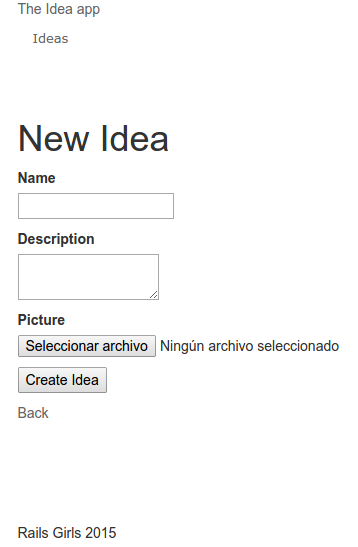 The Idea app
Ideas
New Idea
Name
Description
Picture
Seleccionar archivo Ningún archivo seleccionado
Create Idea
Back
Rails Girls 2015